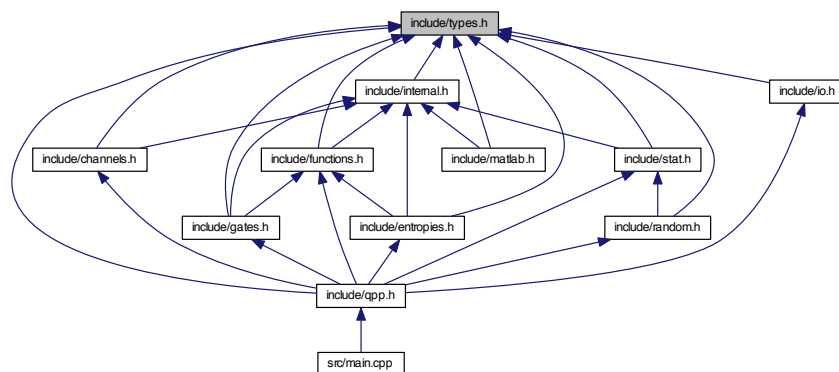 include/types.h
include/internal.h
include/io.h
include/channels.h
include/functions.h
include/matlab.h
include/stat.h
include/gates.h
include/entropies.h
include/random.h
include/qpp.h
src/main.cpp